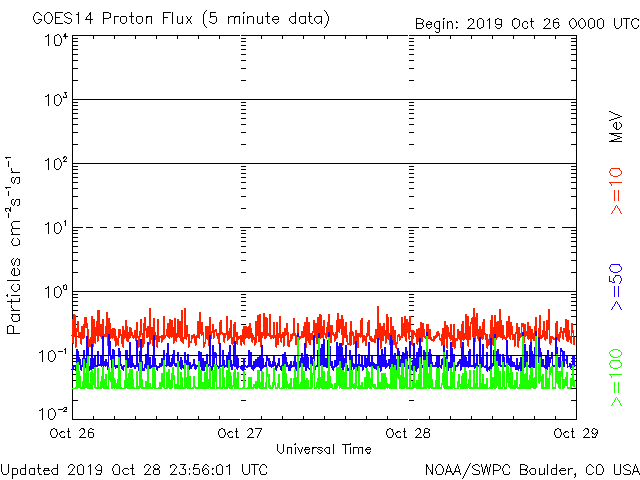 GOES14 Proton Flux (5 minute data)
Begin: 2019 Oct 26 0000 UTC
10⁴
10³
10²
10¹
10⁰
10⁻¹
10⁻²
Particles cm⁻²s⁻¹sr⁻¹
Oct 26 Oct 27 Oct 28 Oct 29
Universal Time
MeV
>=10
>=50
>=100
Updated 2019 Oct 28 23:56:01 UTC
NOAA/SWPC Boulder, CO USA